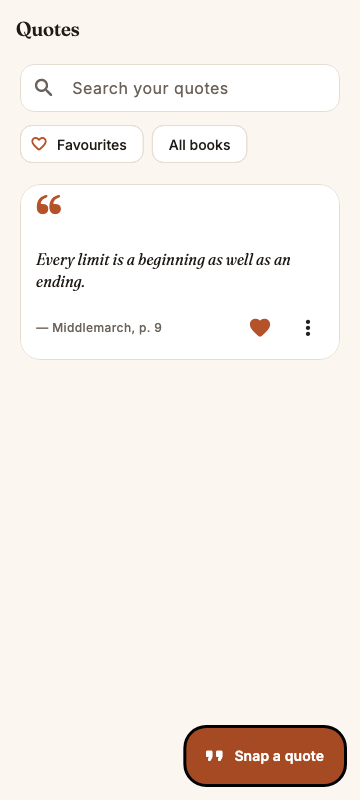 Quotes
Search your quotes
Favourites
All books
Every limit is a beginning as well as an
ending.
— Middlemarch, p. 9
Snap a quote